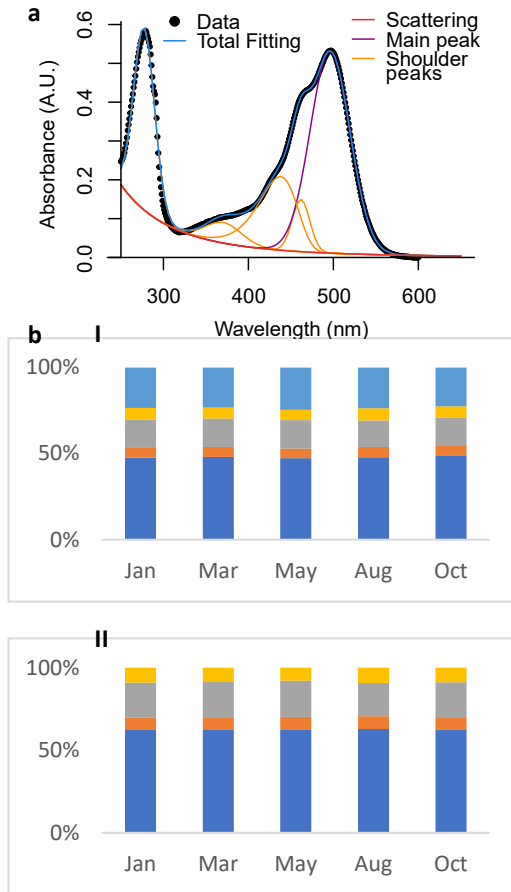 a
Data
Total Fitting
Scattering
Main peak
Shoulder
peaks
Absorbance (A.U.)
0.6
0.4
0.2
0.0
300
400
500
600
Wavelength (nm)
b I
100%
50%
0%
Jan Mar May Aug Oct
II
100%
50%
0%
Jan Mar May Aug Oct